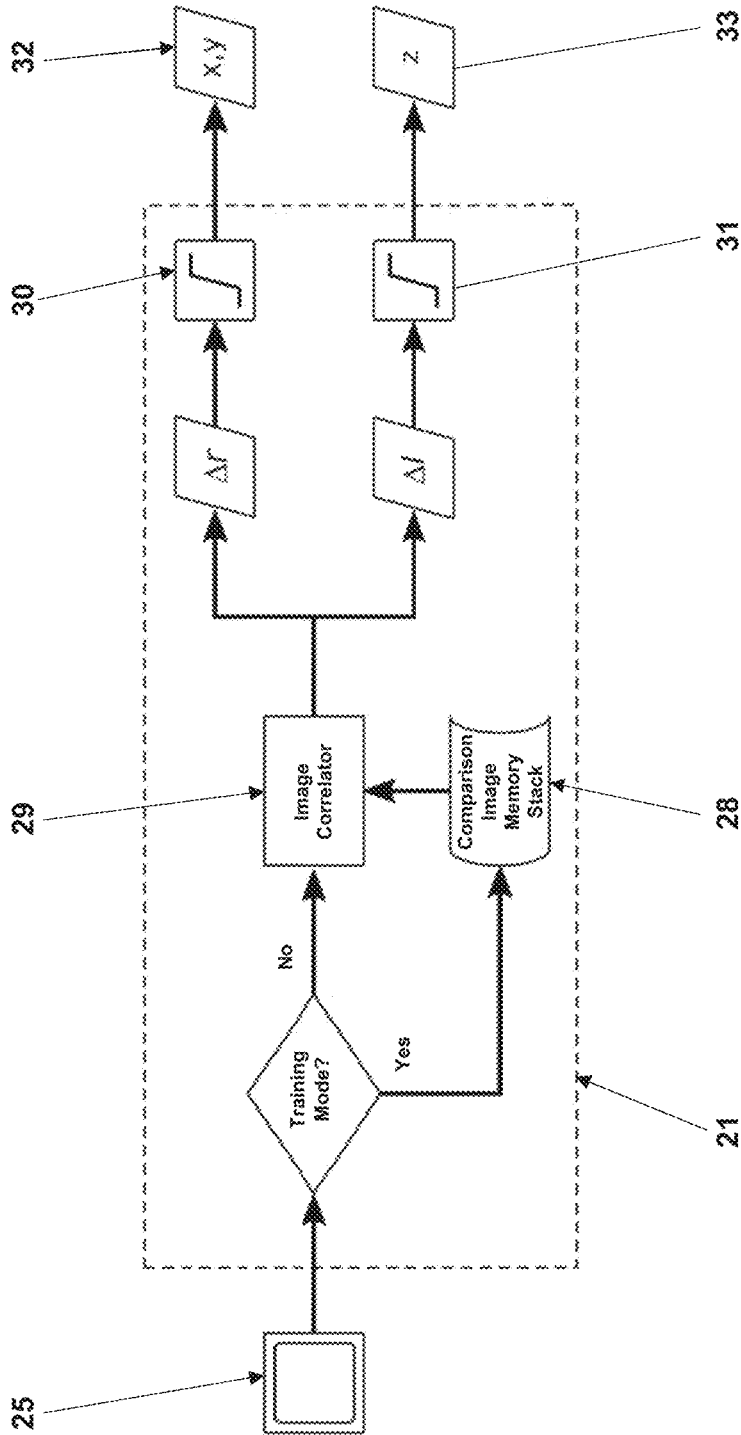 32
x,y
33
z
30
31
Δr
Δl
29
Image
Correlator
Comparison
Image
Memory
Stack
28
No
Training
Mode?
Yes
21
25